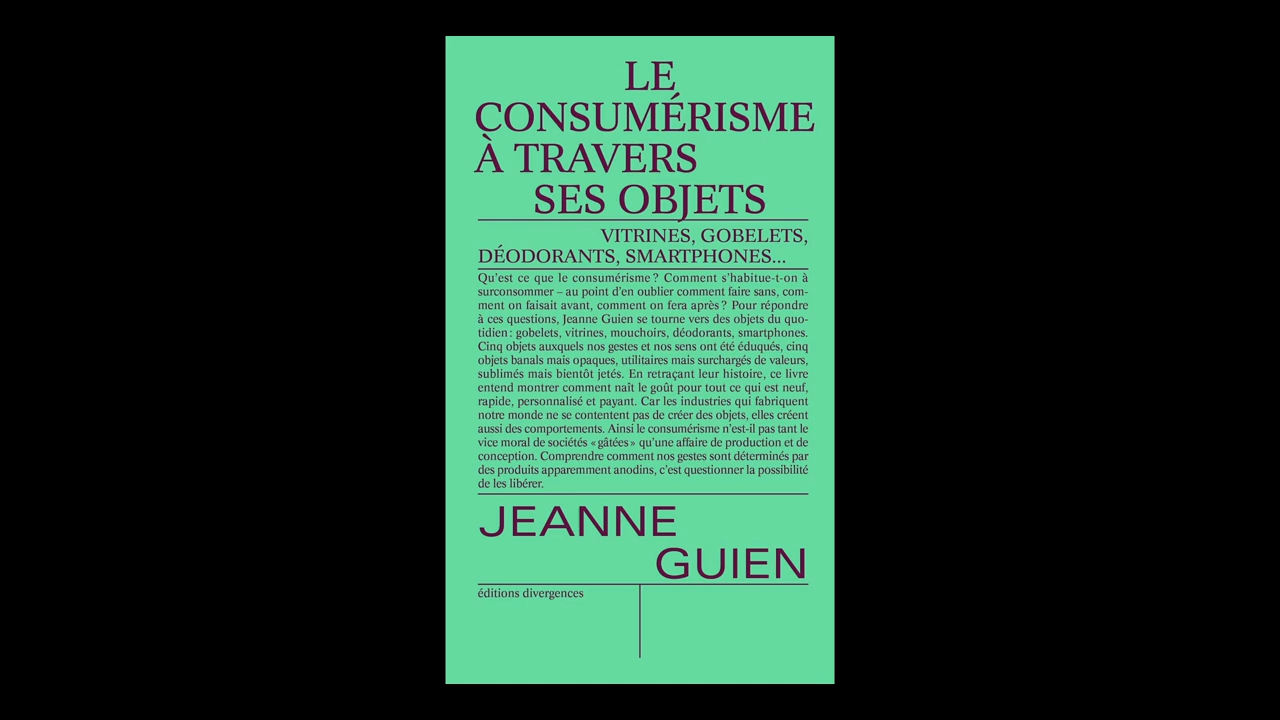 LE
CONSUMÉRISME
À TRAVERS
SES OBJETS
VITRINES, GOBELETS,
DÉODORANTS, SMARTPHONES...
Qu'est ce que le consumérisme ? Comment s'habitue-t-on à
surconsommer – au point d'en oublier comment faire sans, com-
ment on faisait avant, comment on fera après ? Pour répondre
à ces questions, Jeanne Guien se tourne vers des objets du quo-
tidien : gobelets, vitrines, mouchoirs, déodorants, smartphones.
Cinq objets auxquels nos gestes et nos sens ont été éduqués, cinq
objets banals mais opaques, utilitaires mais surchargés de valeurs,
sublimés mais bientôt jetés. En retraçant leur histoire, ce livre
entend montrer comment naît le goût pour tout ce qui est neuf,
rapide, personnalisé et payant. Car les industries qui fabriquent
notre monde ne se contentent pas de créer des objets, elles créent
aussi des comportements. Ainsi le consumérisme n'est-il pas tant le
vice moral de sociétés « gâtées » qu'une affaire de production et de
conception. Comprendre comment nos gestes sont déterminés par
des produits apparemment anodins, c'est questionner la possibilité
de les libérer.
JEANNE
GUIEN
éditions divergences